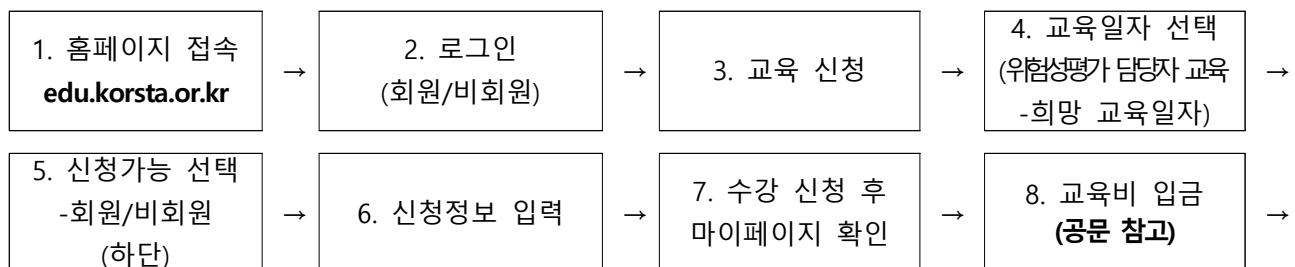 1. 홈페이지 접속
edu.korsta.or.kr
→
2. 로그인
(회원/비회원)
→
3. 교육 신청
→
4. 교육일자 선택
(위험성평가 담당자 교육
-희망 교육일자)
→
5. 신청가능 선택
-회원/비회원
(하단)
→
6. 신청정보 입력
→
7. 수강 신청 후
마이페이지 확인
→
8. 교육비 입금
(공문 참고)
→